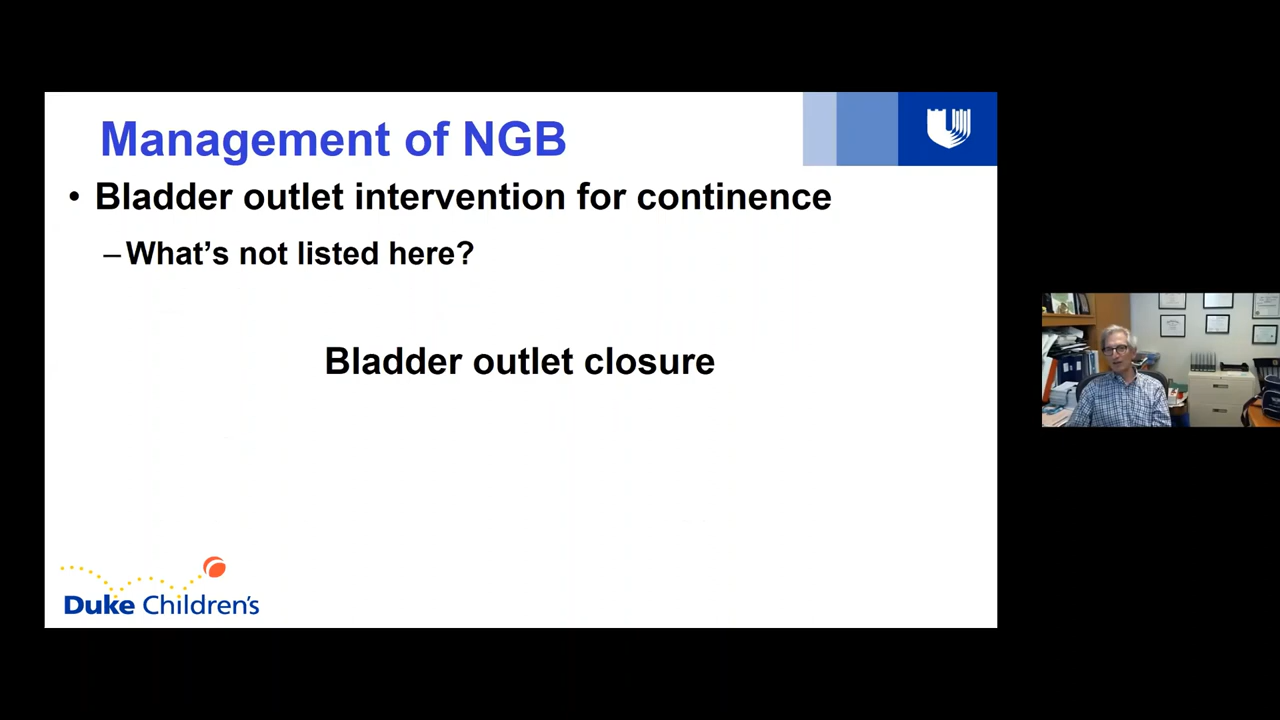 Management of NGB
• Bladder outlet intervention for continence
– What's not listed here?
Bladder outlet closure
Duke Children's